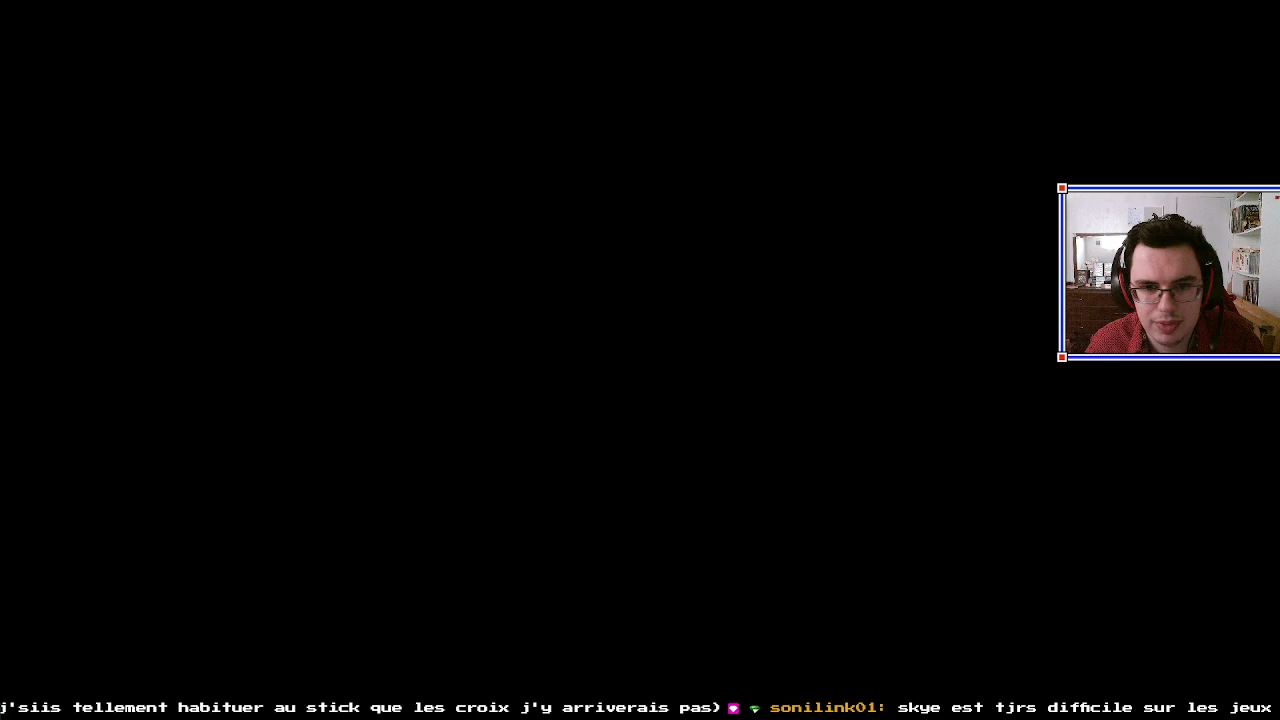 j'siis tellement habituer au stick que les croix j'y arriverais pas) sonilink01: skye est tjrs difficile sur les jeux